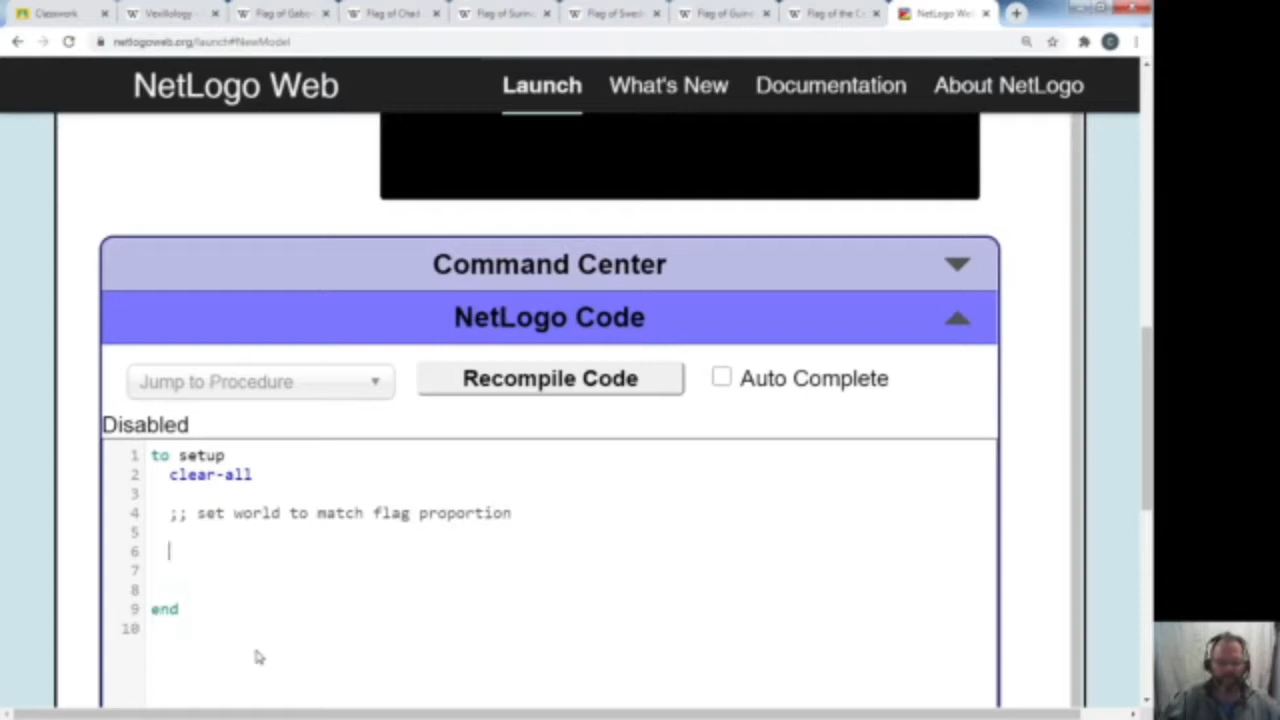 Classwork
Vexillology
Flag of Gabo
Flag of Chad
Flag of Surin
Flag of Swed
Flag of Guin
Flag of the C
NetLogo We
netlogoweb.org/launch#NewModel
NetLogo Web
Launch
What's New
Documentation
About NetLogo
Command Center
NetLogo Code
Jump to Procedure
Recompile Code
Auto Complete
Disabled
1 to setup
2 clear-all
3
4 ;; set world to match flag proportion
5
6
7
8
9 end
10